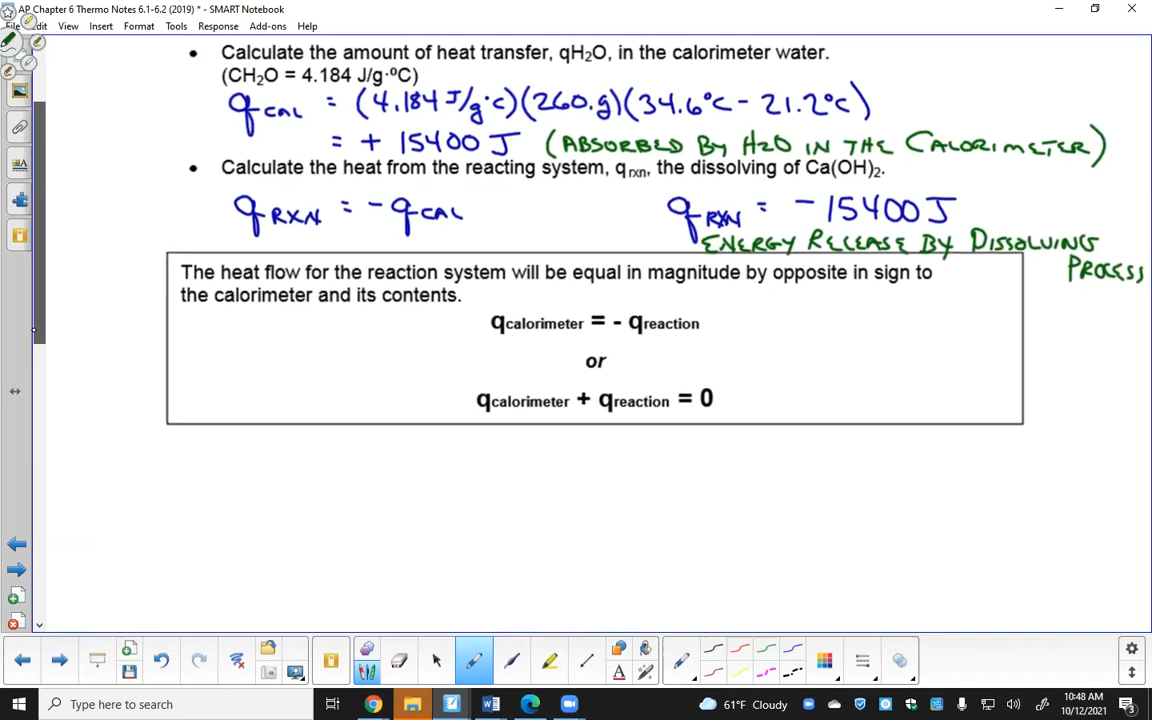 AP Chapter 6 Thermo Notes 6.1-6.2 (2019) * - SMART Notebook
File Edit View Insert Format Tools Add-ons Help
• Calculate the amount of heat transfer, qH₂O, in the calorimeter water.
(CH₂O = 4.184 J/g·ºC)
qCAL = (4.184 J/g·°C)(260.g)(34.6°C - 21.2°C)
= + 15400 J (ABSORBED BY H2O IN THE CALORIMETER)
• Calculate the heat from the reacting system, qrxn, the dissolving of Ca(OH)₂.
qRXN = -qCAL qRXN = -15400 J
ENERGY RELEASE BY DISSOLVING
PROCESS
The heat flow for the reaction system will be equal in magnitude by opposite in sign to
the calorimeter and its contents.
qcalorimeter = - qreaction
or
qcalorimeter + qreaction = 0
Type here to search
61°F Cloudy
10:48 AM
10/12/2021
3